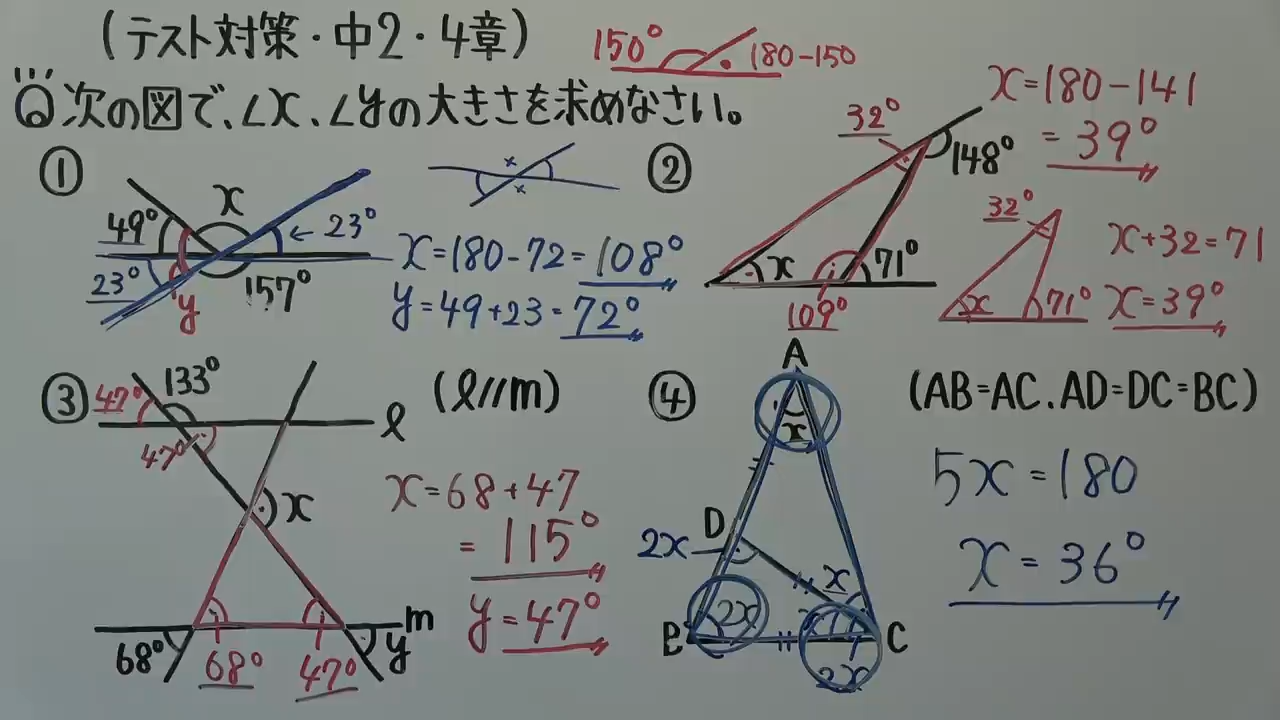 (テスト対策・中2・4章)
150° 180-150
Q 次の図で、∠x、∠yの大きさを求めなさい。
①
49°
x
23°
23°
y
157°
x
x
x=180-72=108°
y=49+23=72°
②
32°
148°
x
71°
109°
x=180-141
=39°
32°
x
71°
x+32=71
x=39°
③
47°
133°
47°
l
(l//m)
x
m
68°
68°
47°
y
x=68+47
=115°
y=47°
④
A
x
D
2x
x
B
2x
x
C
2x
(AB=AC.AD=DC=BC)
5x=180
x=36°